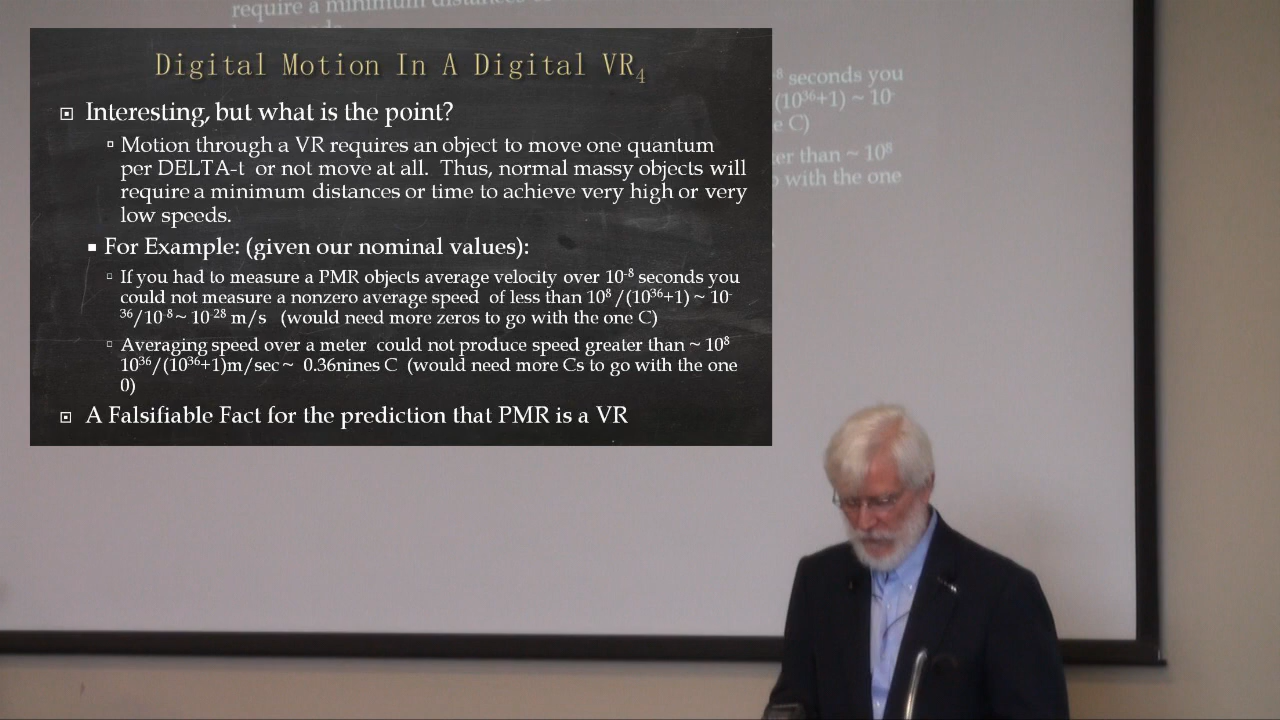 require a minimum distances
Digital Motion In A Digital VR₄
Interesting, but what is the point?
Motion through a VR requires an object to move one quantum
per DELTA-t or not move at all. Thus, normal massy objects will
require a minimum distances or time to achieve very high or very
low speeds.
For Example: (given our nominal values):
If you had to measure a PMR objects average velocity over 10⁻⁸ seconds you
could not measure a nonzero average speed of less than 10⁸/(10³⁶+1) ~ 10⁻
³⁶/10⁻⁸~ 10⁻²⁸ m/s (would need more zeros to go with the one C)
Averaging speed over a meter could not produce speed greater than ~ 10⁸
10³⁶/(10³⁶+1)m/sec ~ 0.36nines C (would need more Cs to go with the one
0)
A Falsifiable Fact for the prediction that PMR is a VR
⁻⁸ seconds you
(10³⁶+1) ~ 10⁻
e C)
ter than ~ 10⁸
o with the one